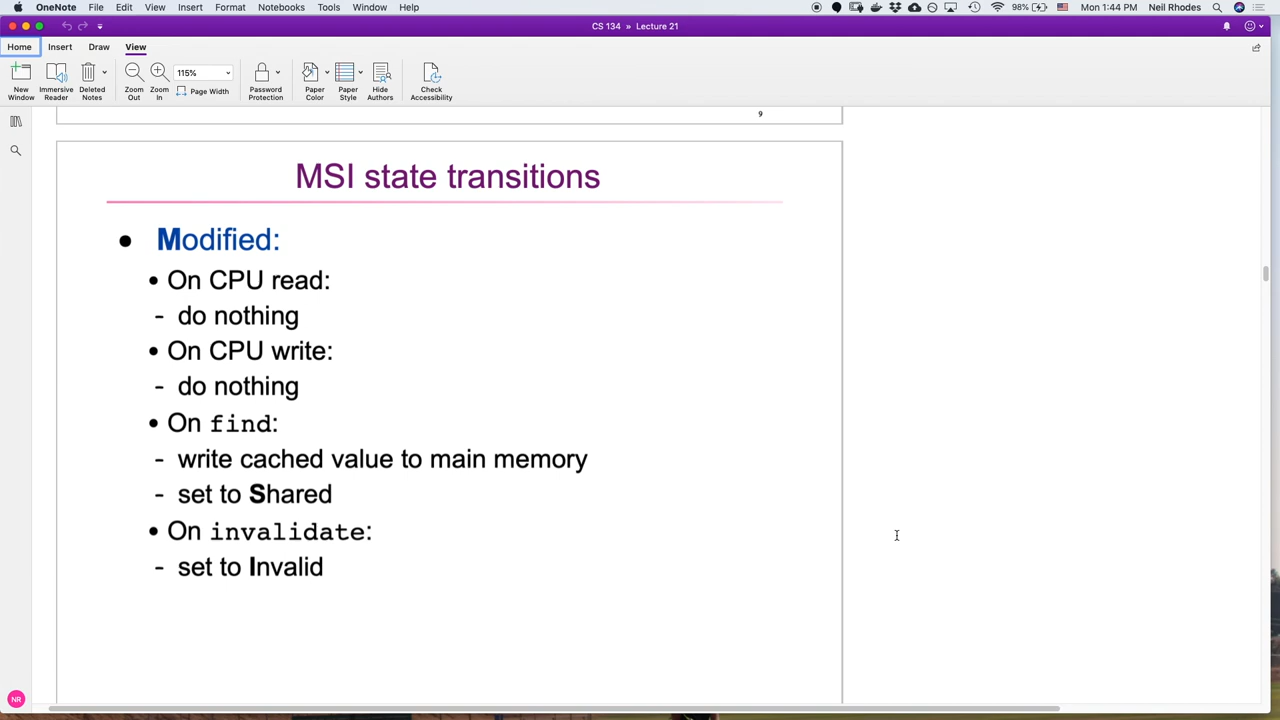 OneNote File Edit View Insert Format Notebooks Tools Window Help 98% Mon 1:44 PM Neil Rhodes
CS 134 » Lecture 21
Home Insert Draw View
115%
New Window
Immersive Reader
Deleted Notes
Zoom Out
Zoom In
Page Width
Password Protection
Paper Color
Paper Style
Hide Authors
Check Accessibility
9
MSI state transitions
• Modified:
• On CPU read:
- do nothing
• On CPU write:
- do nothing
• On find:
- write cached value to main memory
- set to Shared
• On invalidate:
- set to Invalid
NR